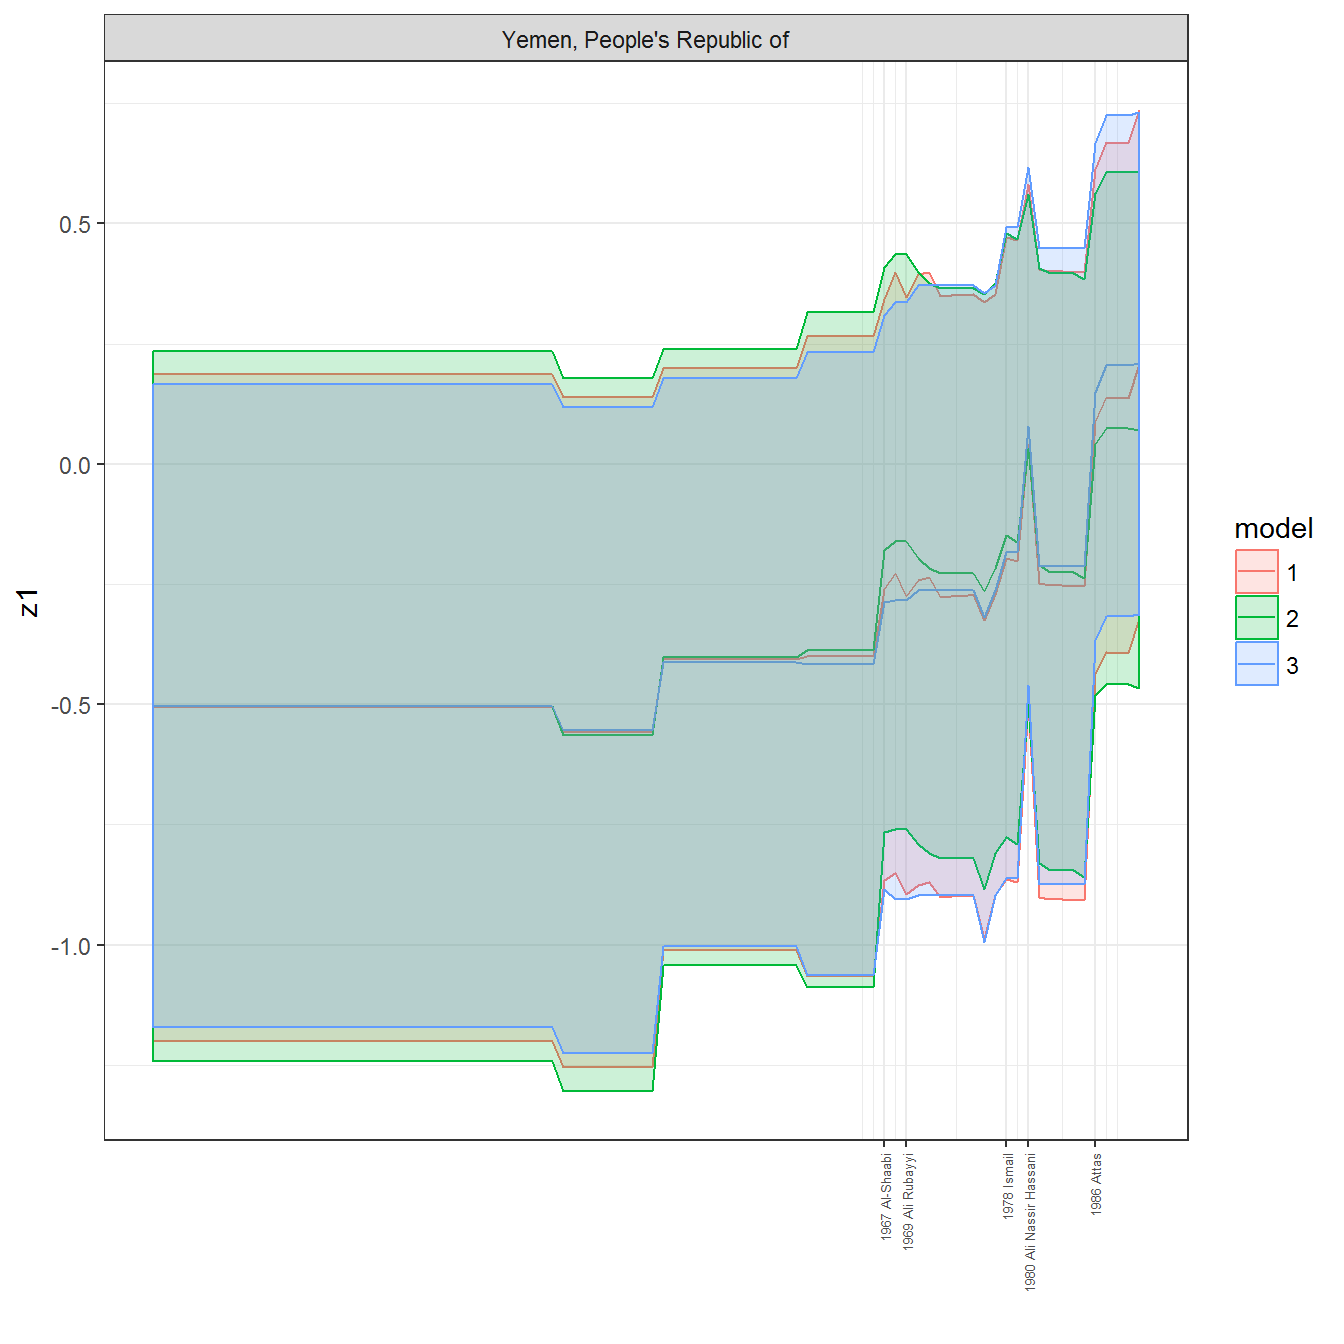 Yemen, People's Republic of
z1
0.5
0.0
-0.5
-1.0
1967 Al-Shaabi
1969 Ali Rubayyi
1978 Ismail
1980 Ali Nassir Hassani
1986 Attas
model
1
2
3